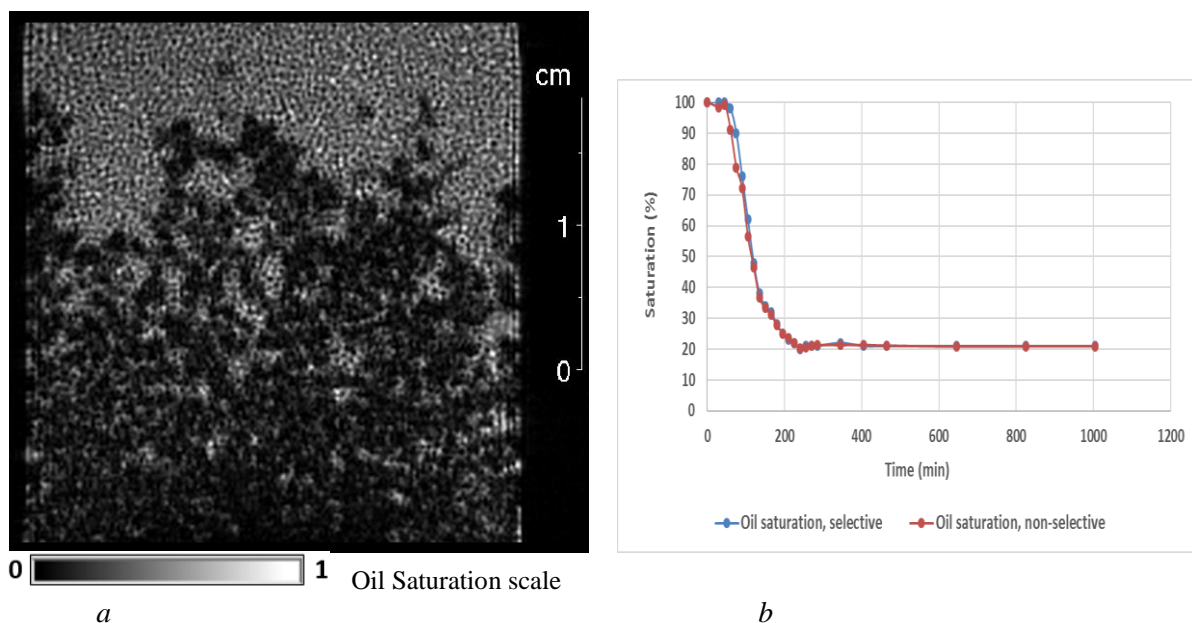 cm
1
0
0 1 Oil Saturation scale
a
100
90
80
70
60
50
40
30
20
10
0
Saturation (%)
0 200 400 600 800 1000 1200
Time (min)
Oil saturation, selective Oil saturation, non-selective
b